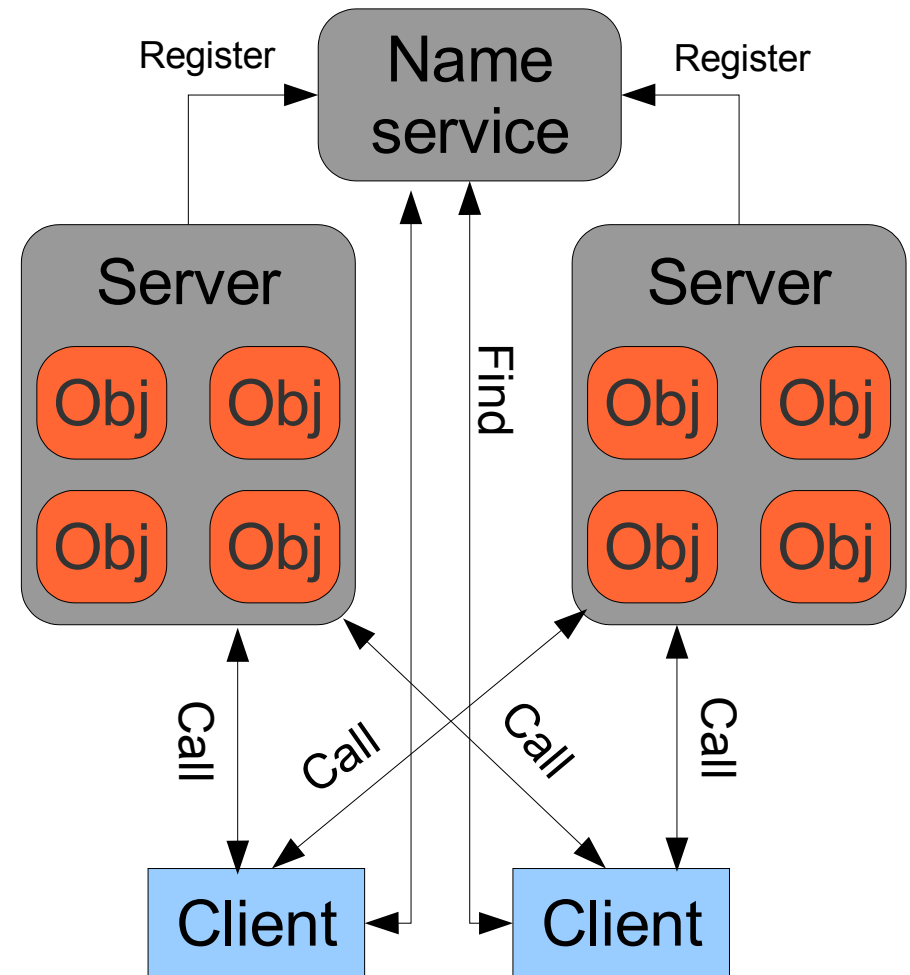 Register
Name
service
Register
Server
Server
Obj
Obj
Obj
Obj
Find
Obj
Obj
Obj
Obj
Call
Call
Call
Call
Client
Client